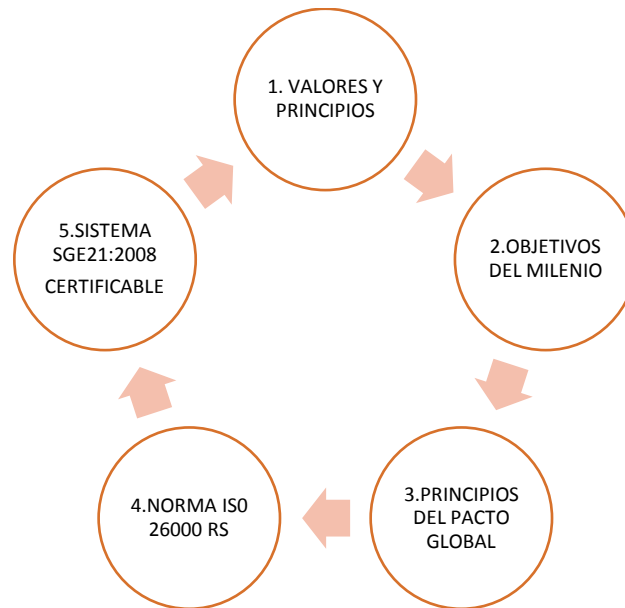 1. VALORES Y
PRINCIPIOS
2.OBJETIVOS
DEL MILENIO
3.PRINCIPIOS
DEL PACTO
GLOBAL
4.NORMA IS0
26000 RS
5.SISTEMA
SGE21:2008
CERTIFICABLE